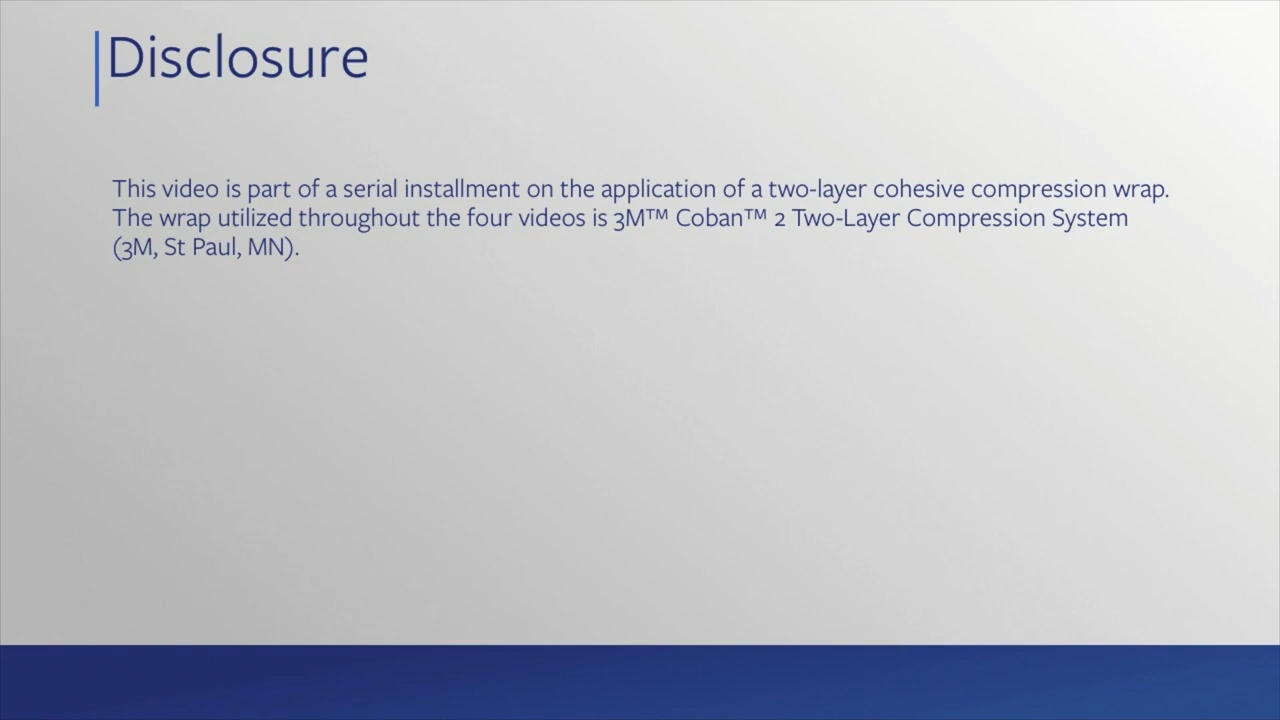 Disclosure
This video is part of a serial installment on the application of a two-layer cohesive compression wrap.
The wrap utilized throughout the four videos is 3M™ Coban™ 2 Two-Layer Compression System
(3M, St Paul, MN).